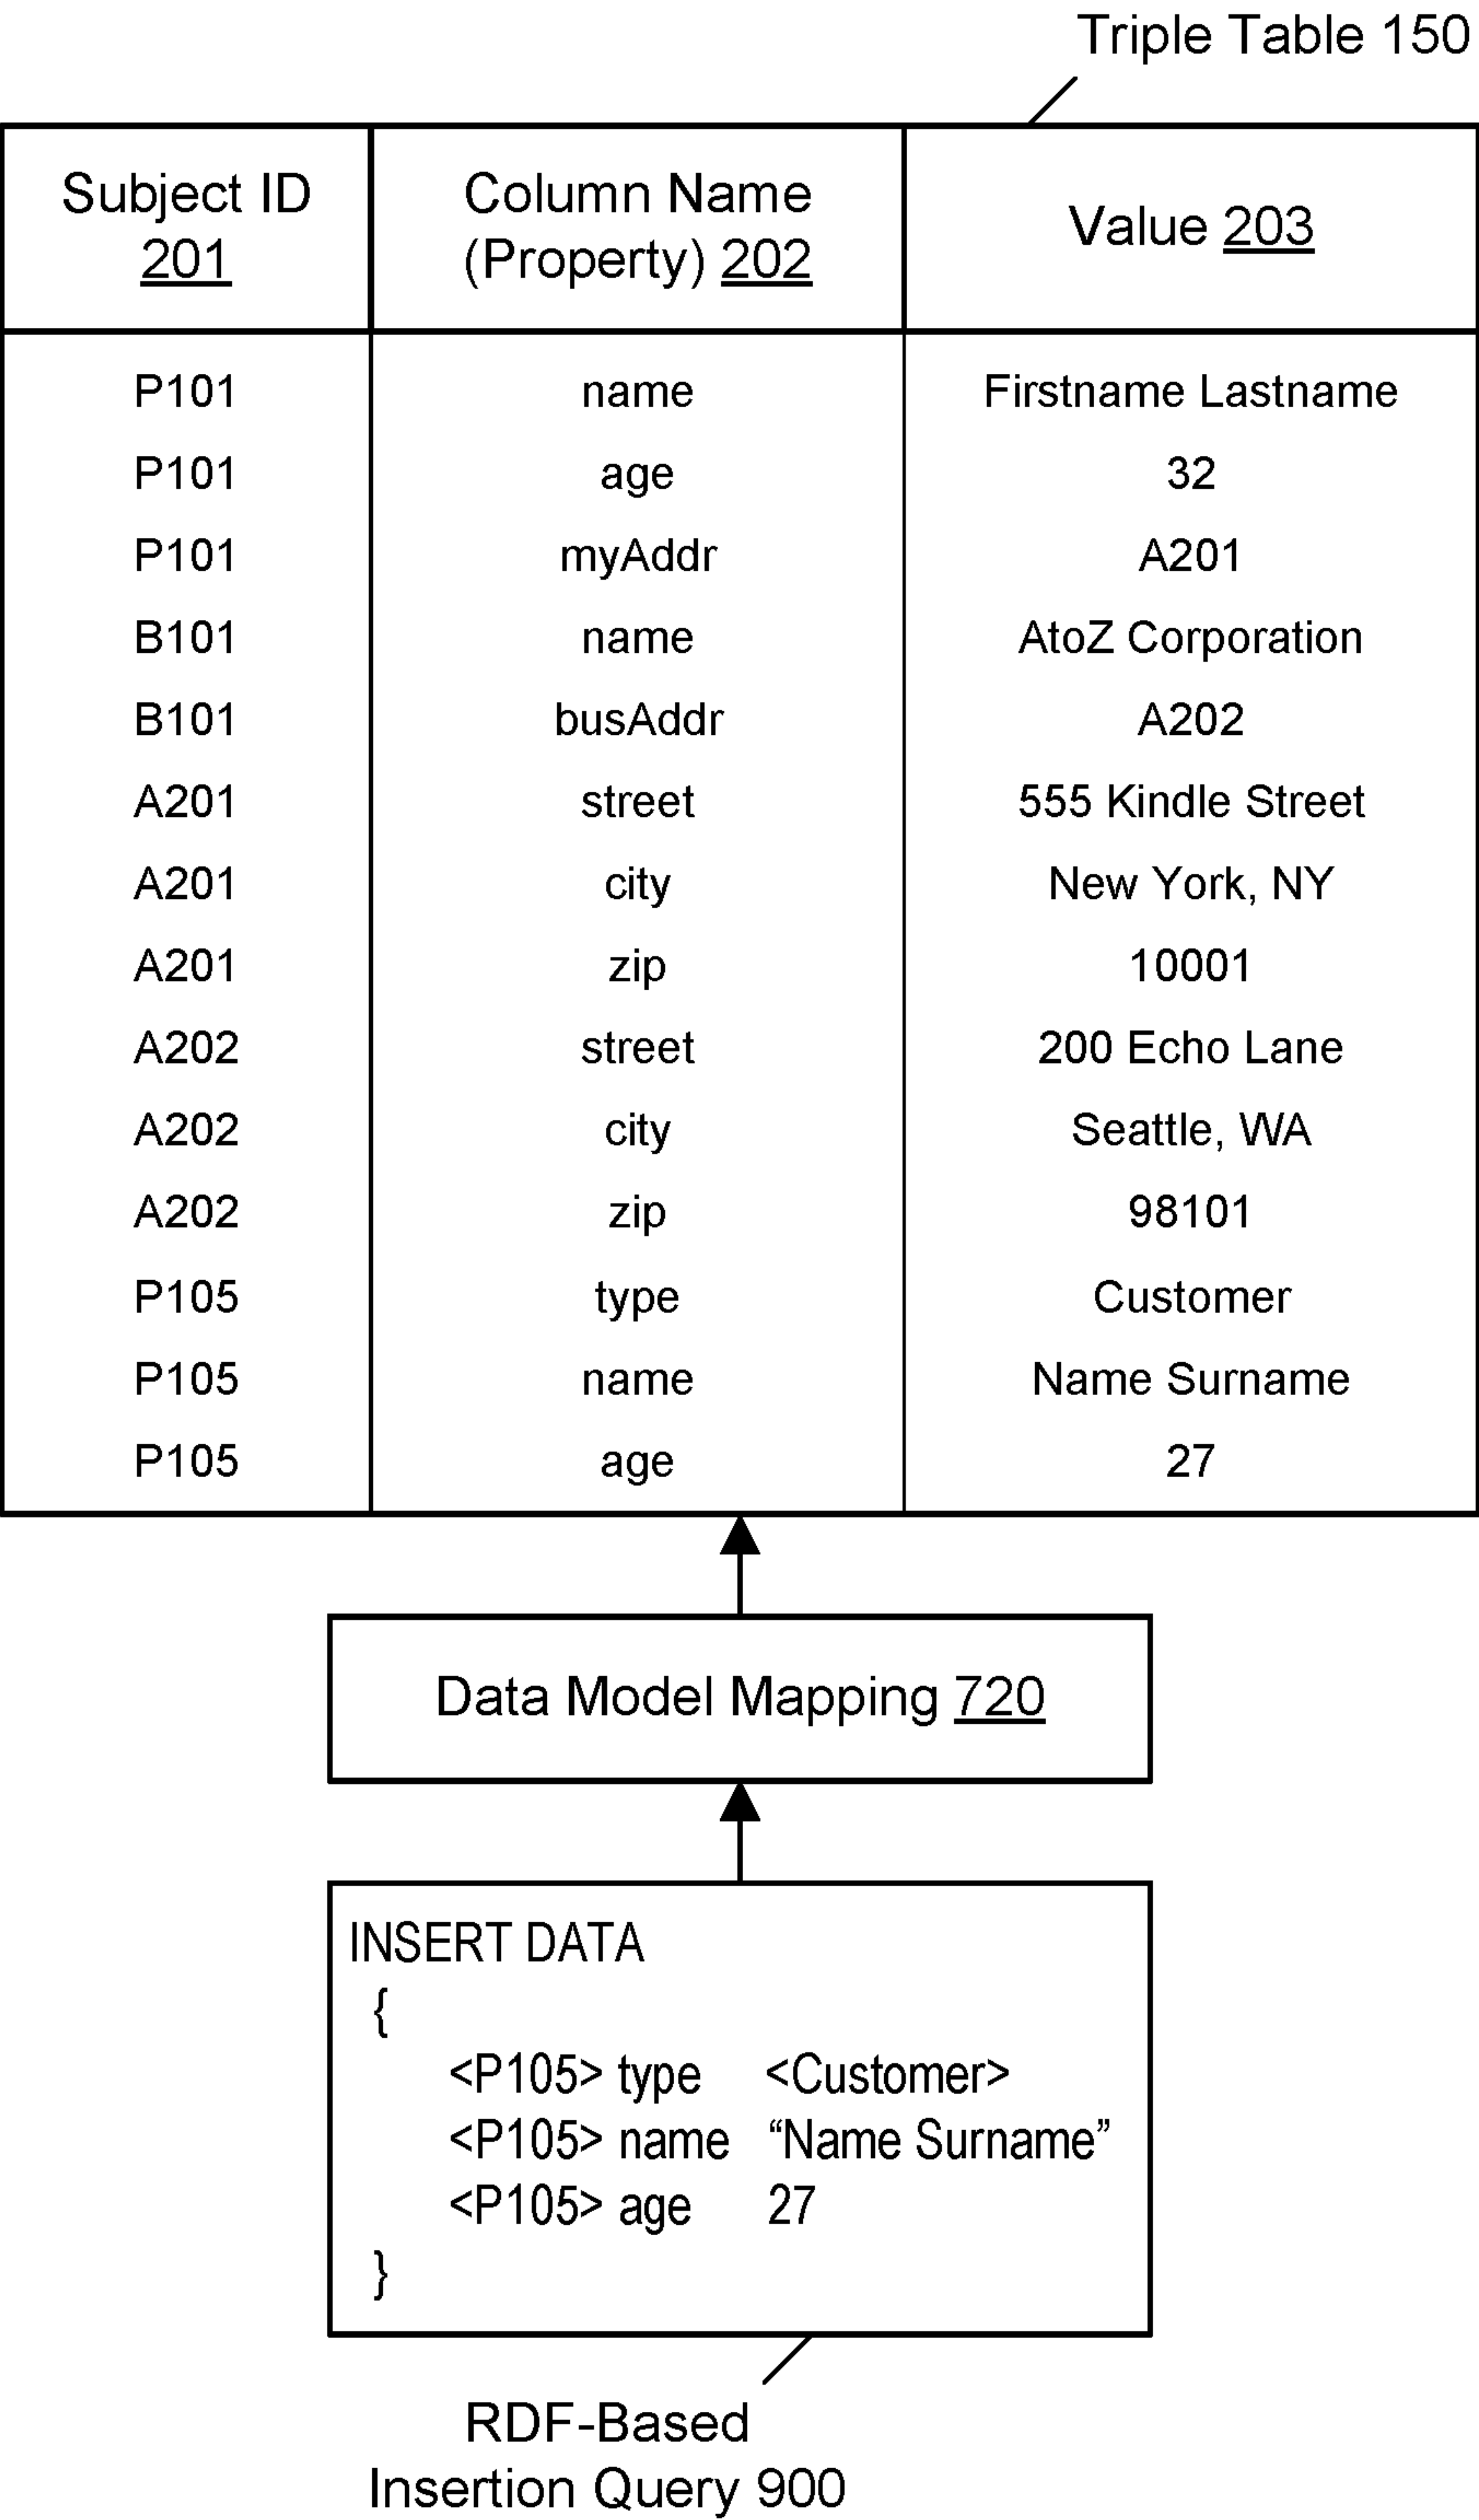 Triple Table 150
Subject ID 201 Column Name (Property) 202 Value 203
P101 name Firstname Lastname
P101 age 32
P101 myAddr A201
B101 name AtoZ Corporation
B101 busAddr A202
A201 street 555 Kindle Street
A201 city New York, NY
A201 zip 10001
A202 street 200 Echo Lane
A202 city Seattle, WA
A202 zip 98101
P105 type Customer
P105 name Name Surname
P105 age 27
Data Model Mapping 720
INSERT DATA
{
<P105> type <Customer>
<P105> name “Name Surname”
<P105> age 27
}
RDF-Based
Insertion Query 900